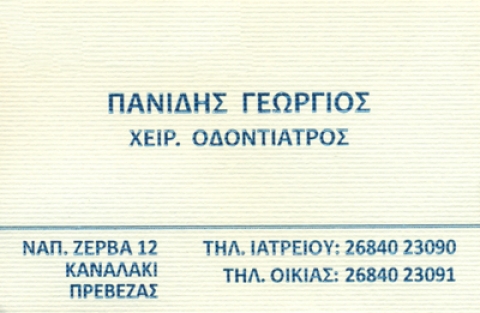 ΠΑΝΙΔΗΣ ΓΕΩΡΓΙΟΣ
ΧΕΙΡ. ΟΔΟΝΤΙΑΤΡΟΣ
ΝΑΠ. ΖΕΡΒΑ 12
ΚΑΝΑΛΑΚΙ
ΠΡΕΒΕΖΑΣ
ΤΗΛ. ΙΑΤΡΕΙΟΥ: 26840 23090
ΤΗΛ. ΟΙΚΙΑΣ: 26840 23091